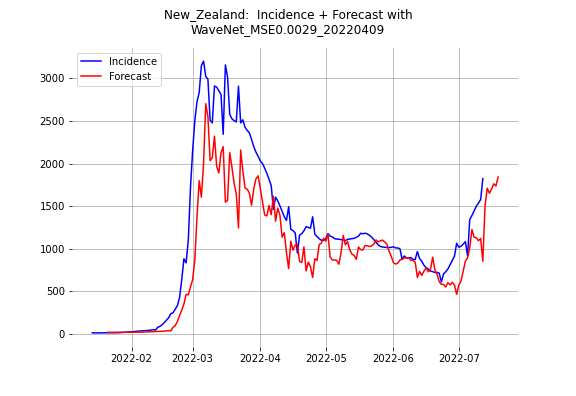 New_Zealand:  Incidence + Forecast with
WaveNet_MSE0.0029_20220409
Incidence
Forecast
3000
2500
2000
1500
1000
500
0
2022-02 2022-03 2022-04 2022-05 2022-06 2022-07